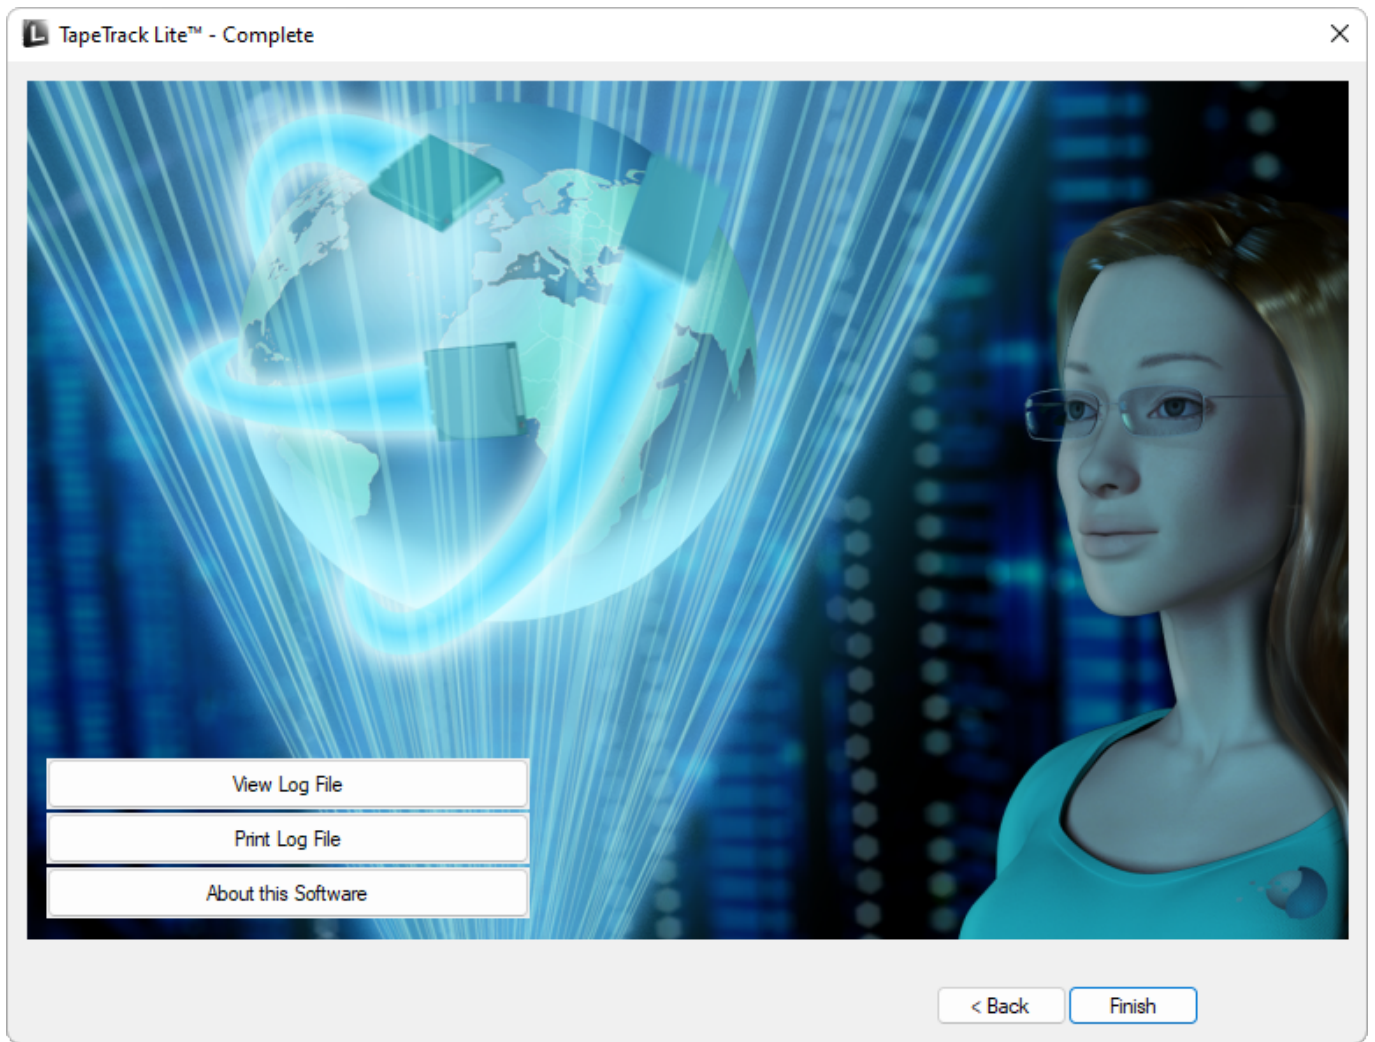 TapeTrack Lite™ - Complete
View Log File
Print Log File
About this Software
< Back
Finish